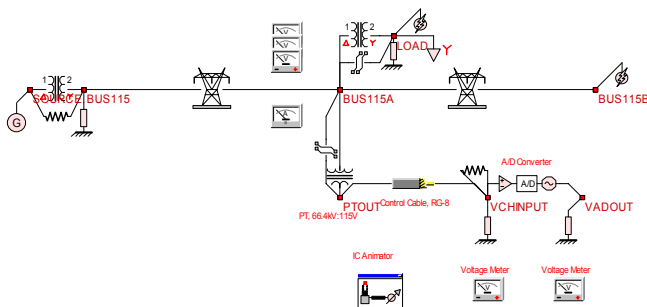 1 2
LOAD
V
V
V
A
1 2
SOURCE BUS115
BUS115A
BUS115B
G
A/D Converter
A/D
PTOUT
Control Cable, RG-8
VCHINPUT
VADOUT
PT, 66.4kV:115V
IC Animator
Voltage Meter
Voltage Meter
V
V